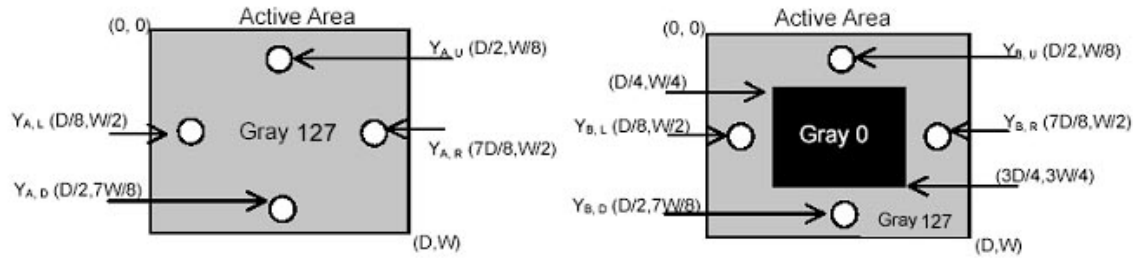 Active Area
(0, 0)
Y_A, U (D/2,W/8)
Y_A, L (D/8,W/2)
Gray 127
Y_A, R (7D/8,W/2)
Y_A, D (D/2,7W/8)
(D,W)
Active Area
(0, 0)
Y_B, U (D/2,W/8)
(D/4,W/4)
Y_B, L (D/8,W/2)
Gray 0
Y_B, R (7D/8,W/2)
(3D/4,3W/4)
Y_B, D (D/2,7W/8)
Gray 127
(D,W)